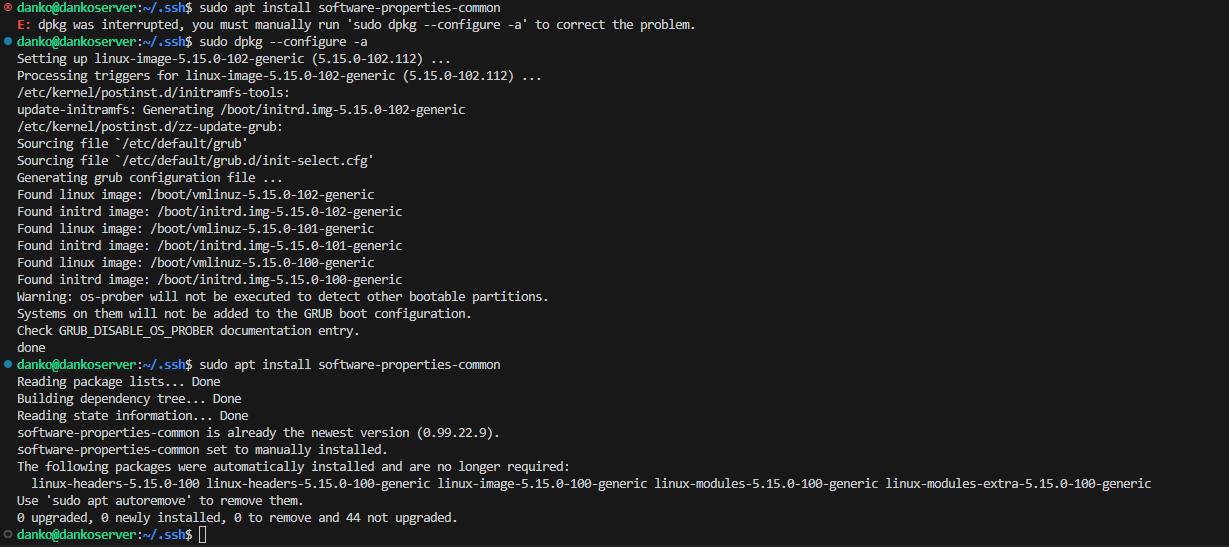 danko@dankoserver:~/.ssh$ sudo apt install software-properties-common
E: dpkg was interrupted, you must manually run 'sudo dpkg --configure -a' to correct the problem.
danko@dankoserver:~/.ssh$ sudo dpkg --configure -a
Setting up linux-image-5.15.0-102-generic (5.15.0-102.112) ...
Processing triggers for linux-image-5.15.0-102-generic (5.15.0-102.112) ...
/etc/kernel/postinst.d/initramfs-tools:
update-initramfs: Generating /boot/initrd.img-5.15.0-102-generic
/etc/kernel/postinst.d/zz-update-grub:
Sourcing file `/etc/default/grub'
Sourcing file `/etc/default/grub.d/init-select.cfg'
Generating grub configuration file ...
Found linux image: /boot/vmlinuz-5.15.0-102-generic
Found initrd image: /boot/initrd.img-5.15.0-102-generic
Found linux image: /boot/vmlinuz-5.15.0-101-generic
Found initrd image: /boot/initrd.img-5.15.0-101-generic
Found linux image: /boot/vmlinuz-5.15.0-100-generic
Found initrd image: /boot/initrd.img-5.15.0-100-generic
Warning: os-prober will not be executed to detect other bootable partitions.
Systems on them will not be added to the GRUB boot configuration.
Check GRUB_DISABLE_OS_PROBER documentation entry.
done
danko@dankoserver:~/.ssh$ sudo apt install software-properties-common
Reading package lists... Done
Building dependency tree... Done
Reading state information... Done
software-properties-common is already the newest version (0.99.22.9).
software-properties-common set to manually installed.
The following packages were automatically installed and are no longer required:
  linux-headers-5.15.0-100 linux-headers-5.15.0-100-generic linux-image-5.15.0-100-generic linux-modules-5.15.0-100-generic linux-modules-extra-5.15.0-100-generic
Use 'sudo apt autoremove' to remove them.
0 upgraded, 0 newly installed, 0 to remove and 44 not upgraded.
danko@dankoserver:~/.ssh$